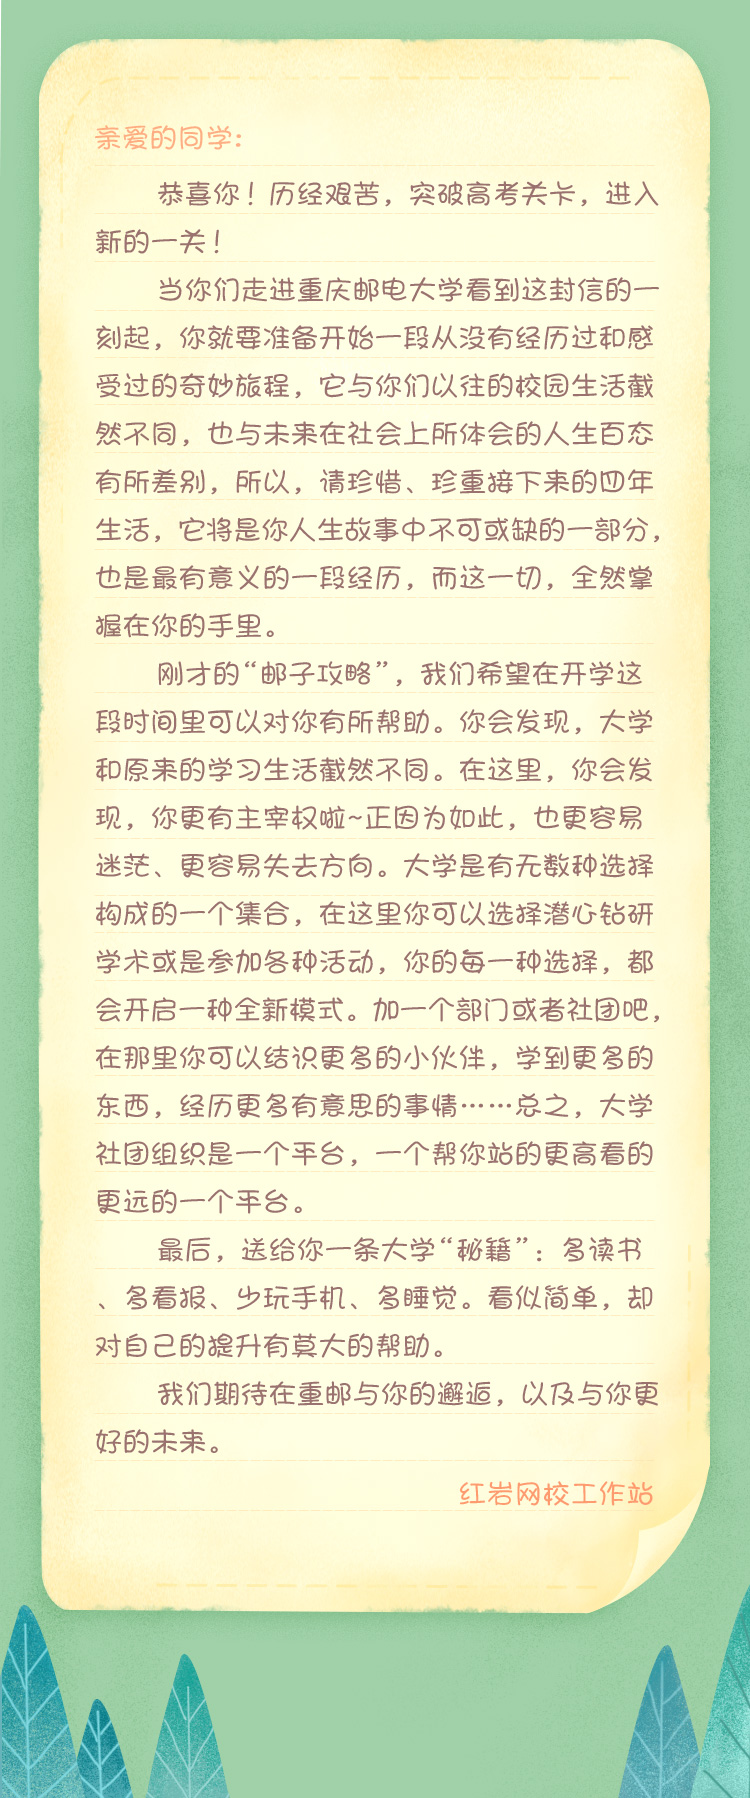 亲爱的同学：
恭喜你！历经艰苦，突破高考关卡，进入
新的一关！
当你们走进重庆邮电大学看到这封信的一
刻起，你就要准备开始一段从没有经历过和感
受过的奇妙旅程，它与你们以往的校园生活截
然不同，也与未来在社会上所体会的人生百态
有所差别，所以，请珍惜、珍重接下来的四年
生活，它将是你人生故事中不可或缺的一部分，
也是最有意义的一段经历，而这一切，全然掌
握在你的手里。
刚才的“邮子攻略”，我们希望在开学这
段时间里可以对你有所帮助。你会发现，大学
和原来的学习生活截然不同。在这里，你会发
现，你更有主宰权啦~正因为如此，也更容易
迷茫、更容易失去方向。大学是有无数种选择
构成的一个集合，在这里你可以选择潜心钻研
学术或是参加各种活动，你的每一种选择，都
会开启一种全新模式。加一个部门或者社团吧，
在那里你可以结识更多的小伙伴，学到更多的
东西，经历更多有意思的事情……总之，大学
社团组织是一个平台，一个帮你站的更高看的
更远的一个平台。
最后，送给你一条大学“秘籍”：多读书
、多看报、少玩手机、多睡觉。看似简单，却
对自己的提升有莫大的帮助。
我们期待在重邮与你的邂逅，以及与你更
好的未来。
红岩网校工作站